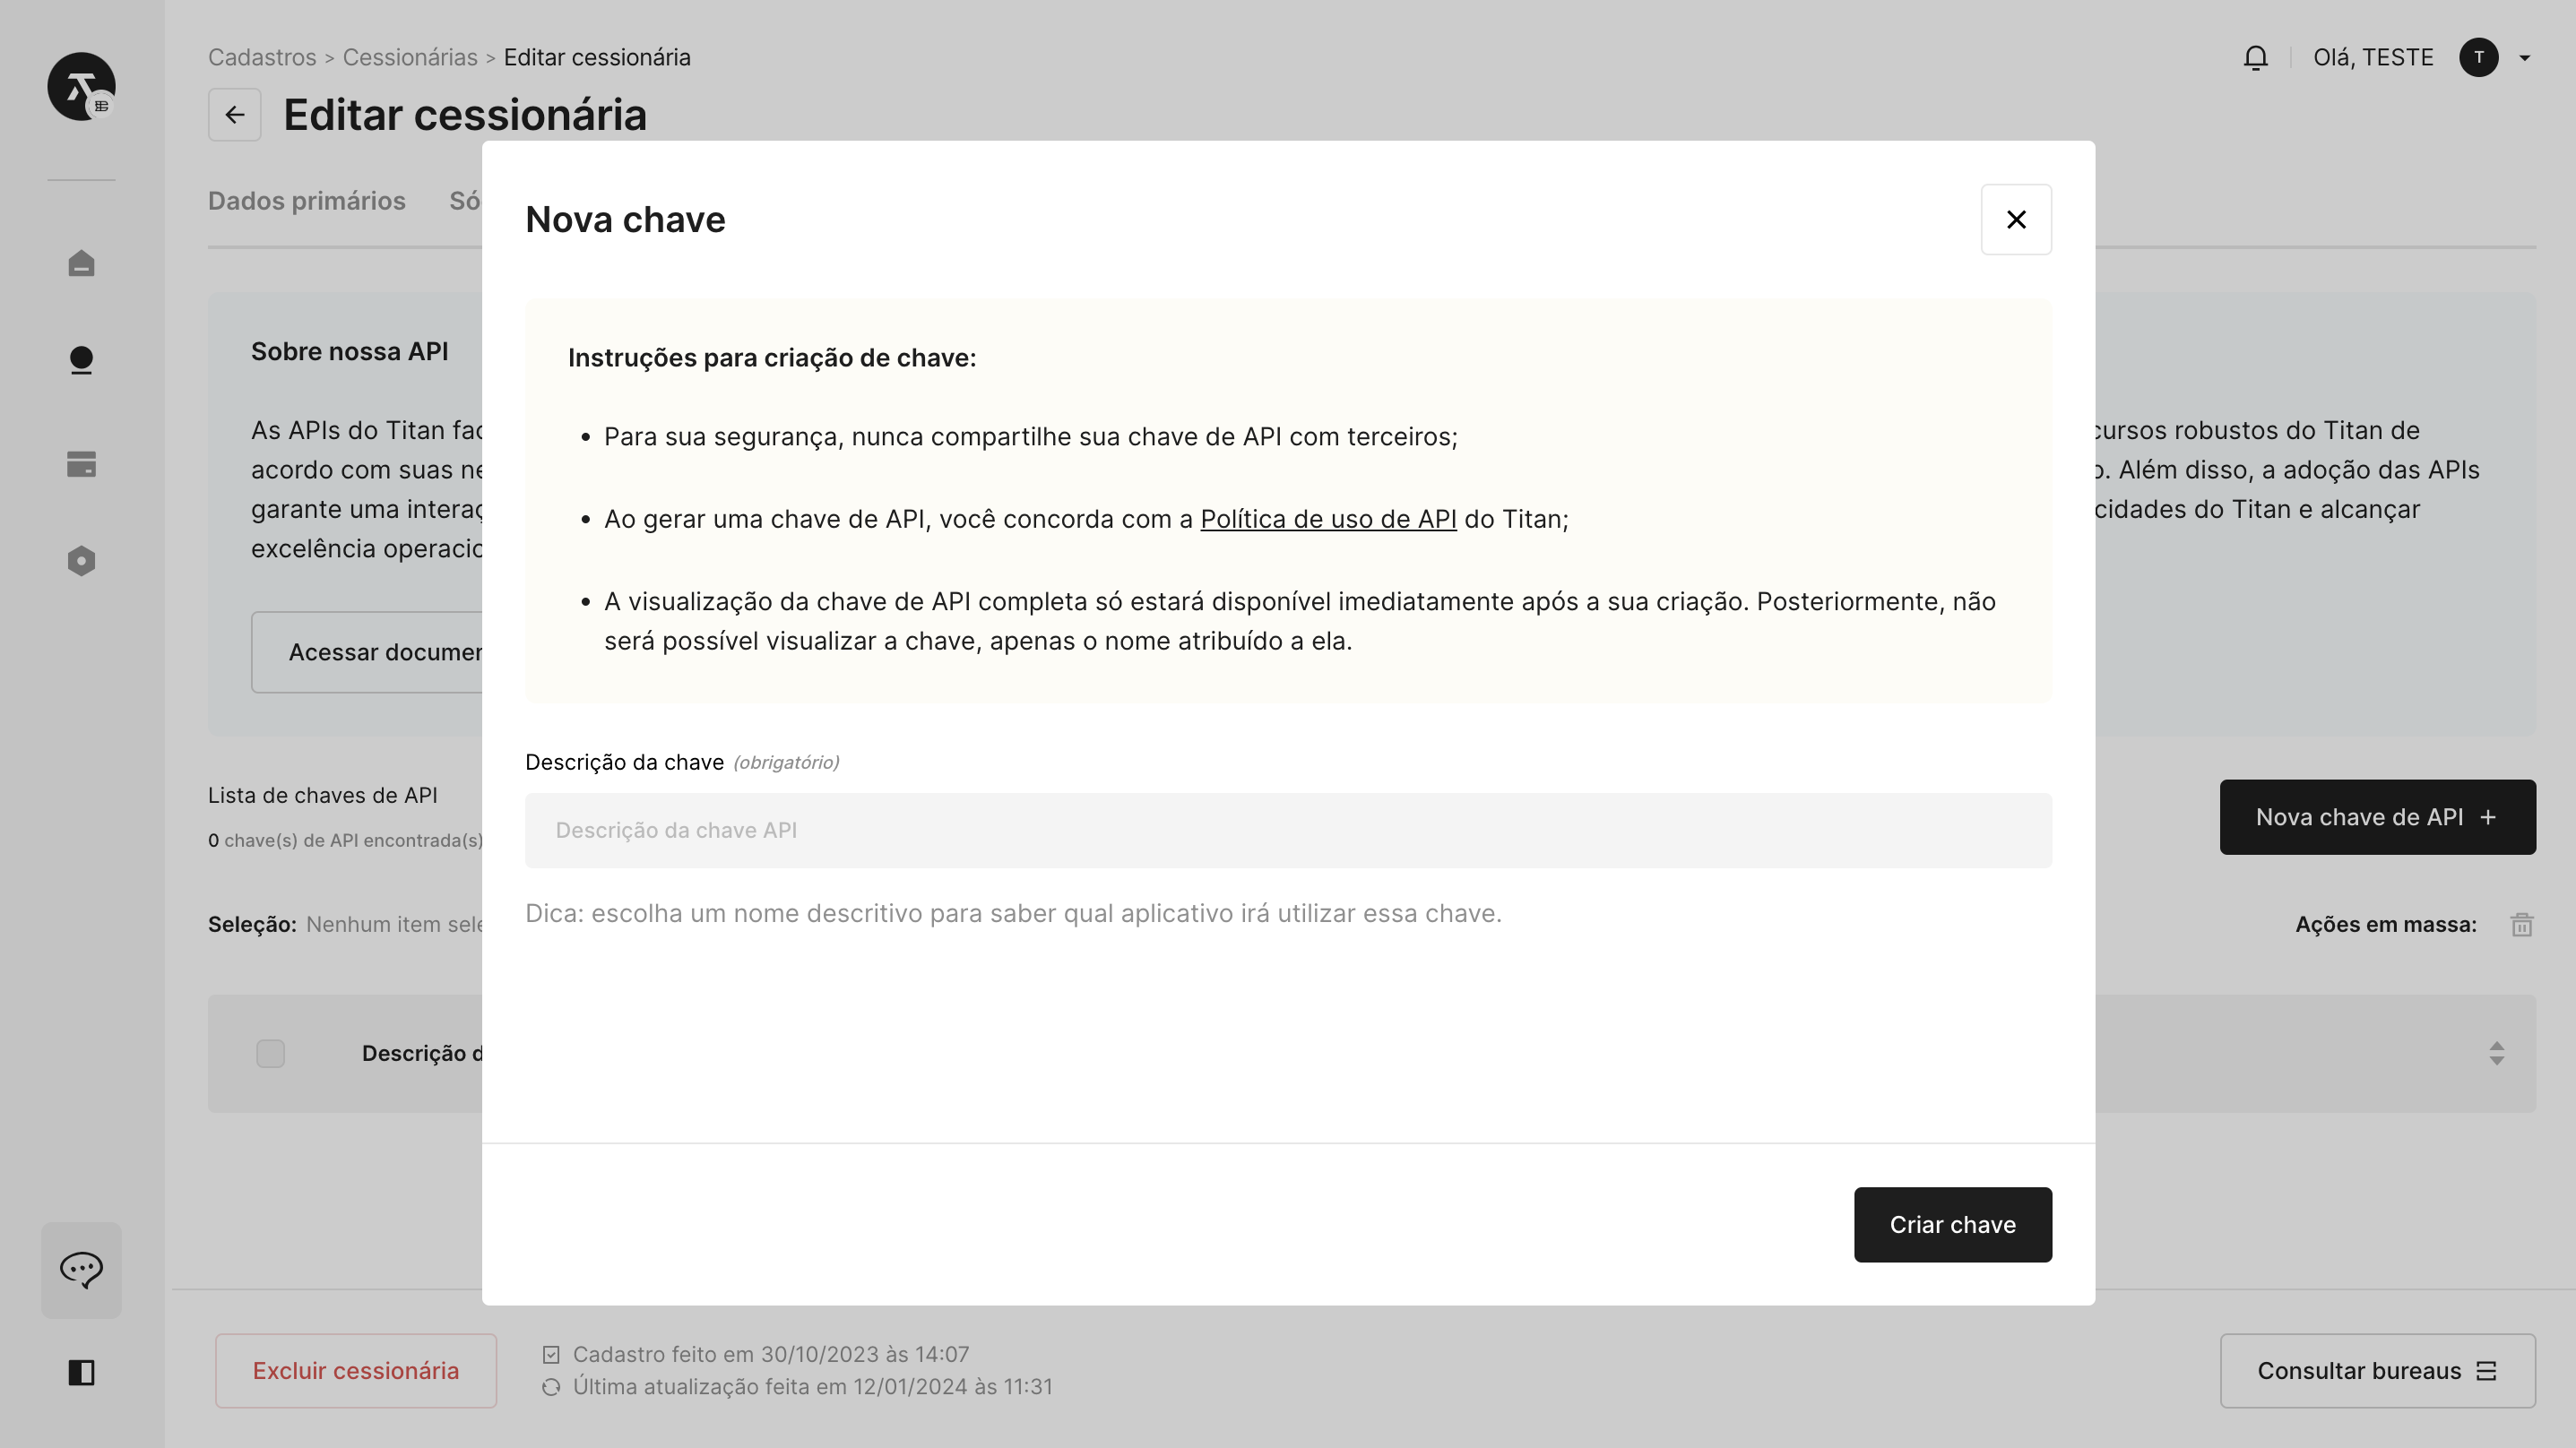 Cadastros > Cessionárias > Editar cessionária
Olá, TESTE
T
Editar cessionária
Dados primários
Nova chave
Sobre nossa API
Instruções para criação de chave:
As APIs do Titan
cursos robustos do Titan de
acordo com suas
Além disso, a adoção das APIs
garante uma
do Titan e alcançar
excelência
Acessar
• Para sua segurança, nunca compartilhe sua chave de API com terceiros;
• Ao gerar uma chave de API, você concorda com a Política de uso de API do Titan;
• A visualização da chave de API completa só estará disponível imediatamente após a sua criação. Posteriormente, não
será possível visualizar a chave, apenas o nome atribuído a ela.
Descrição da chave (obrigatório)
Descrição da chave API
Dica: escolha um nome descritivo para saber qual aplicativo irá utilizar essa chave.
Lista de chaves de API
0 chave(s) de API encontrada(s)
Nova chave de API +
Seleção: Nenhum item
Ações em massa:
Descrição
Criar chave
Excluir cessionária
Cadastro feito em 30/10/2023 às 14:07
Última atualização feita em 12/01/2024 às 11:31
Consultar bureaus